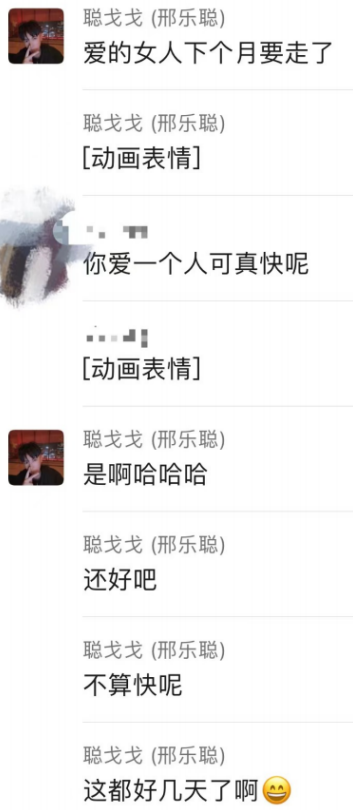 聪戈戈 (邢乐聪)
爱的女人下个月要走了
聪戈戈 (邢乐聪)
[动画表情]
你爱一个人可真快呢
[动画表情]
聪戈戈 (邢乐聪)
是啊哈哈哈
聪戈戈 (邢乐聪)
还好吧
聪戈戈 (邢乐聪)
不算快呢
聪戈戈 (邢乐聪)
这都好几天了啊😄